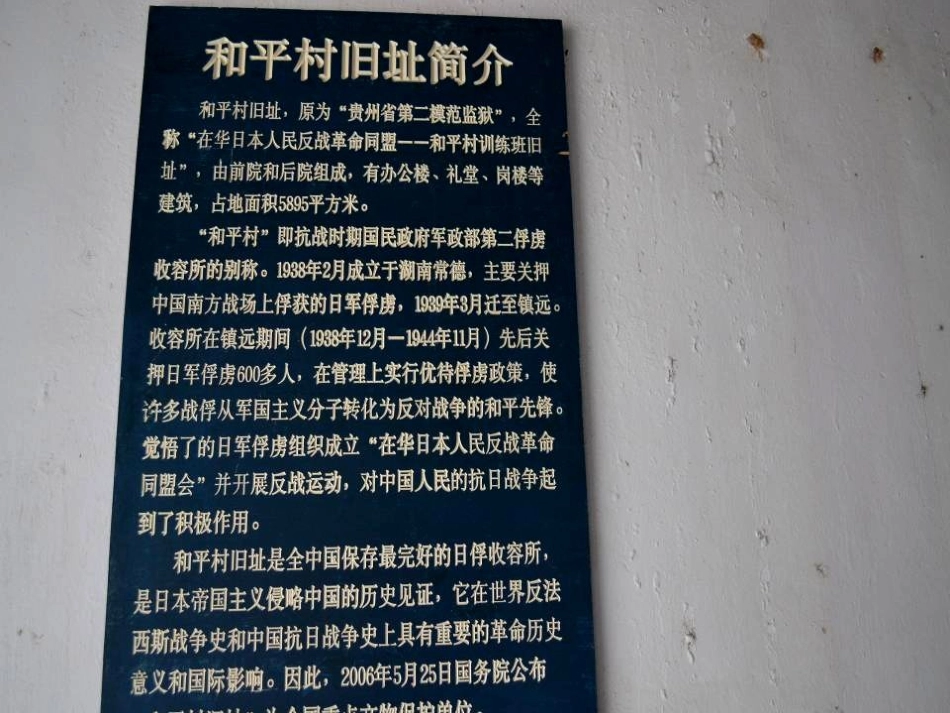 和平村旧址简介
和平村旧址，原为“贵州省第二模范监狱”，全
称“在华日本人民反战革命同盟——和平村训练班旧
址”，由前院和后院组成，有办公楼、礼堂、岗楼等
建筑，占地面积5895平方米。
“和平村”即抗战时期国民政府军政部第二俘虏
收容所的别称。1938年2月成立于湖南常德，主要关押
中国南方战场上俘获的日军俘虏，1939年3月迁至镇远。
收容所在镇远期间（1938年12月—1944年11月）先后关
押日军俘虏600多人，在管理上实行优待俘虏政策，使
许多战俘从军国主义分子转化为反对战争的和平先锋。
觉悟了的日军俘虏组织成立“在华日本人民反战革命
同盟会”并开展反战运动，对中国人民的抗日战争起
到了积极作用。
和平村旧址是全中国保存最完好的日俘收容所，
是日本帝国主义侵略中国的历史见证，它在世界反法
西斯战争史和中国抗日战争史上具有重要的革命历史
意义和国际影响。因此，2006年5月25日国务院公布
“和平村旧址”为全国重点文物保护单位。